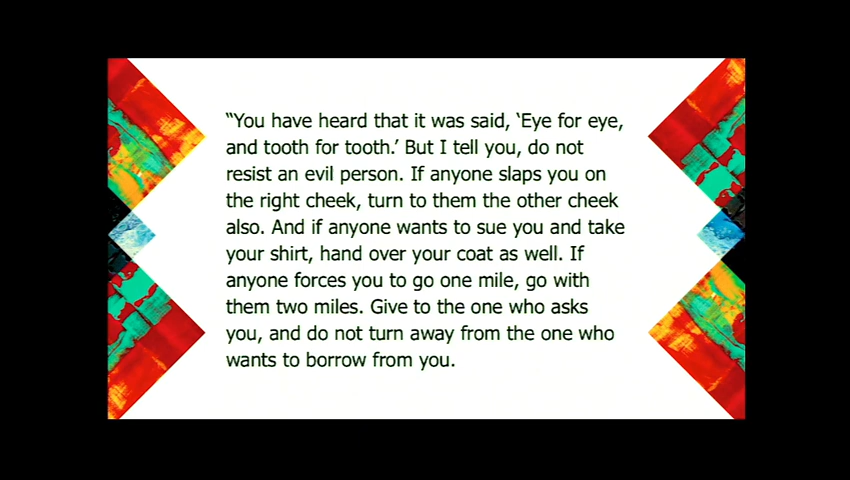 “You have heard that it was said, ‘Eye for eye,
and tooth for tooth.’ But I tell you, do not
resist an evil person. If anyone slaps you on
the right cheek, turn to them the other cheek
also. And if anyone wants to sue you and take
your shirt, hand over your coat as well. If
anyone forces you to go one mile, go with
them two miles. Give to the one who asks
you, and do not turn away from the one who
wants to borrow from you.